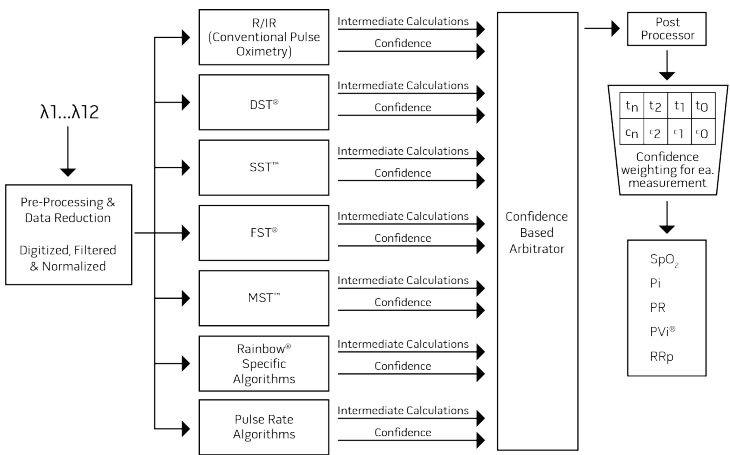 λ1...λ12
Pre-Processing &
Data Reduction
Digitized, Filtered
& Normalized
R/IR
(Conventional Pulse
Oximetry)
Intermediate Calculations
Confidence
DST®
Intermediate Calculations
Confidence
SST™
Intermediate Calculations
Confidence
FST®
Intermediate Calculations
Confidence
MST™
Intermediate Calculations
Confidence
Rainbow®
Specific
Algorithms
Intermediate Calculations
Confidence
Pulse Rate
Algorithms
Intermediate Calculations
Confidence
Confidence
Based
Arbitrator
Post
Processor
tn t2 t1 t0
cn c2 c1 c0
Confidence
weighting for ea.
measurement
SpO₂
Pi
PR
PVi®
RRp